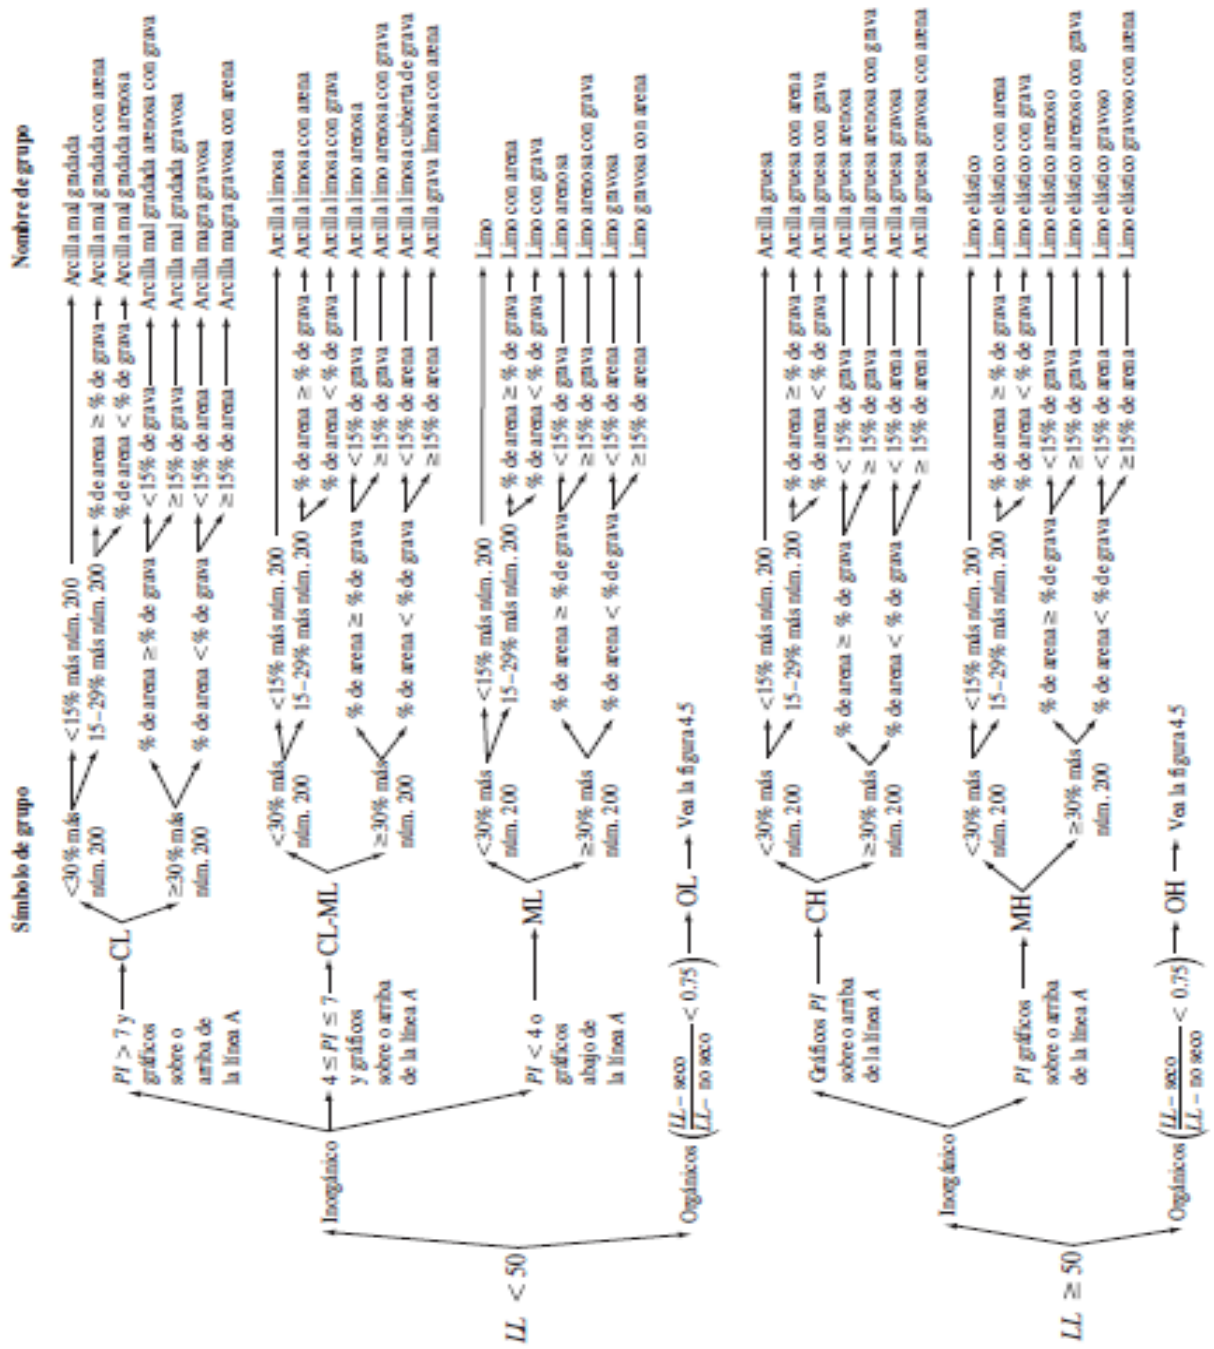 Símbolo de grupo
Nombre de grupo
LL < 50
Inorgánico
PI > 7 y
gráficos
sobre o
arriba de
la línea A
CL
<30% más
núm. 200
<15% más núm. 200
Arcilla mal gradada
15–29% más núm. 200
% de arena ≥ % de grava
Arcilla mal gradada con arena
% de arena < % de grava
Arcilla mal gradada arenosa
≥30% más
núm. 200
% de arena ≥ % de grava
<15% de grava
Arcilla mal gradada arenosa con grava
≥15% de grava
Arcilla mal gradada gravosa
% de arena < % de grava
<15% de arena
Arcilla magra gravosa
≥15% de arena
Arcilla magra gravosa con arena
4 ≤ PI ≤ 7
y gráficos
sobre o arriba
de la línea A
CL-ML
<30% más
núm. 200
<15% más núm. 200
Arcilla limosa
15–29% más núm. 200
% de arena ≥ % de grava
Arcilla limosa con arena
% de arena < % de grava
Arcilla limosa con grava
≥30% más
núm. 200
% de arena ≥ % de grava
<15% de grava
Arcilla limo arenosa
≥15% de grava
Arcilla limo arenosa con grava
% de arena < % de grava
<15% de arena
Arcilla limosa cubierta de grava
≥15% de arena
Arcilla grava limosa con arena
PI < 4 o
gráficos
abajo de
la línea A
ML
<30% más
núm. 200
<15% más núm. 200
Limo
15–29% más núm. 200
% de arena ≥ % de grava
Limo con arena
% de arena < % de grava
Limo con grava
≥30% más
núm. 200
% de arena ≥ % de grava
<15% de grava
Limo arenosa
≥15% de grava
Limo arenosa con grava
% de arena < % de grava
<15% de arena
Limo gravosa
≥15% de arena
Limo gravosa con arena
Orgánicos (LL – seco / LL – no seco < 0.75)
OL
Vea la figura 4.5
LL ≥ 50
Inorgánico
Gráficos PI
sobre o arriba
de la línea A
CH
<30% más
núm. 200
<15% más núm. 200
Arcilla gruesa
15–29% más núm. 200
% de arena ≥ % de grava
Arcilla gruesa con arena
% de arena < % de grava
Arcilla gruesa con grava
≥30% más
núm. 200
% de arena ≥ % de grava
< 15% de grava
Arcilla gruesa arenosa
≥ 15% de grava
Arcilla gruesa arenosa con grava
% de arena < % de grava
< 15% de arena
Arcilla gruesa gravosa
≥ 15% de arena
Arcilla gruesa gravosa con arena
PI gráficos
sobre o arriba
de la línea A
MH
<30% más
núm. 200
<15% más núm. 200
Limo elástico
15–29% más núm. 200
% de arena ≥ % de grava
Limo elástico con arena
% de arena < % de grava
Limo elástico con grava
≥30% más
núm. 200
% de arena ≥ % de grava
<15% de grava
Limo elástico arenoso
≥15% de grava
Limo elástico arenoso con grava
% de arena < % de grava
<15% de arena
Limo elástico gravoso
≥15% de arena
Limo elástico gravoso con arena
Orgánicos (LL – seco / LL – no seco < 0.75)
OH
Vea la figura 4.5